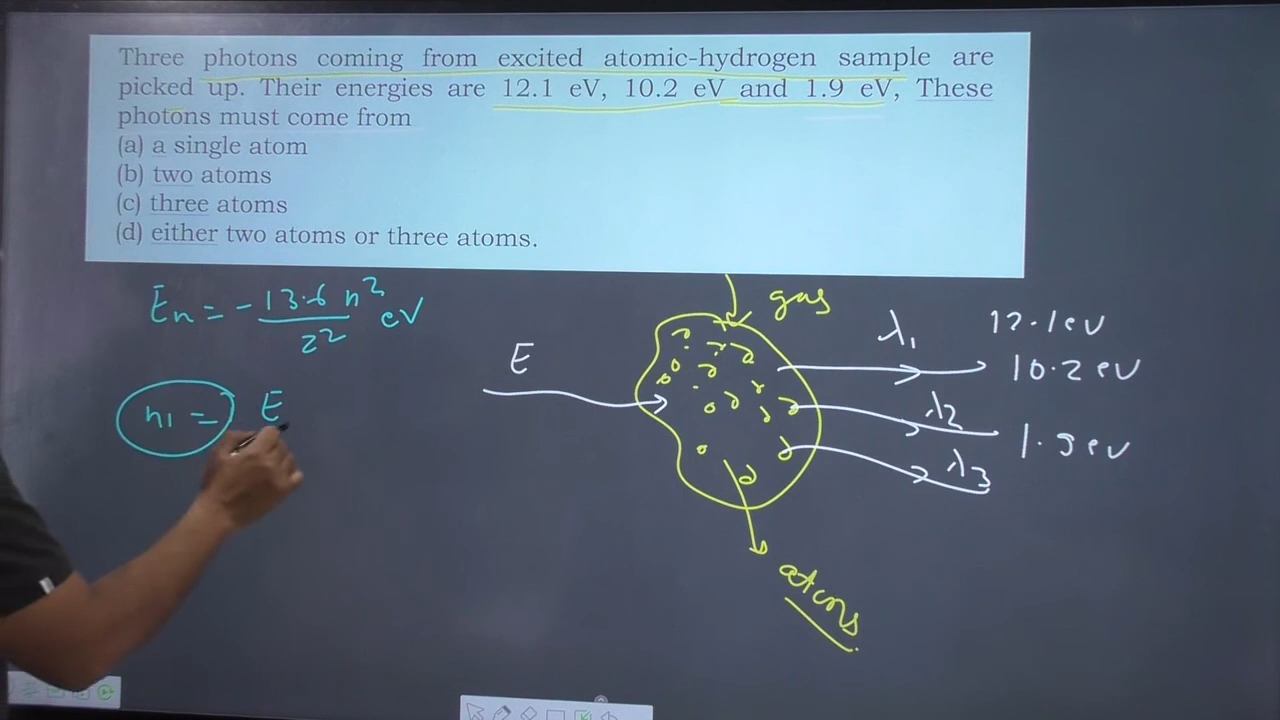 Three photons coming from excited atomic-hydrogen sample are
picked up. Their energies are 12.1 eV, 10.2 eV and 1.9 eV, These
photons must come from
(a) a single atom
(b) two atoms
(c) three atoms
(d) either two atoms or three atoms.
En = -13.6 n²/z² eV
n₁ = E
gas
E
λ₁
λ₂
λ₃
12.1ev
10.2 ev
1.9 ev
atoms